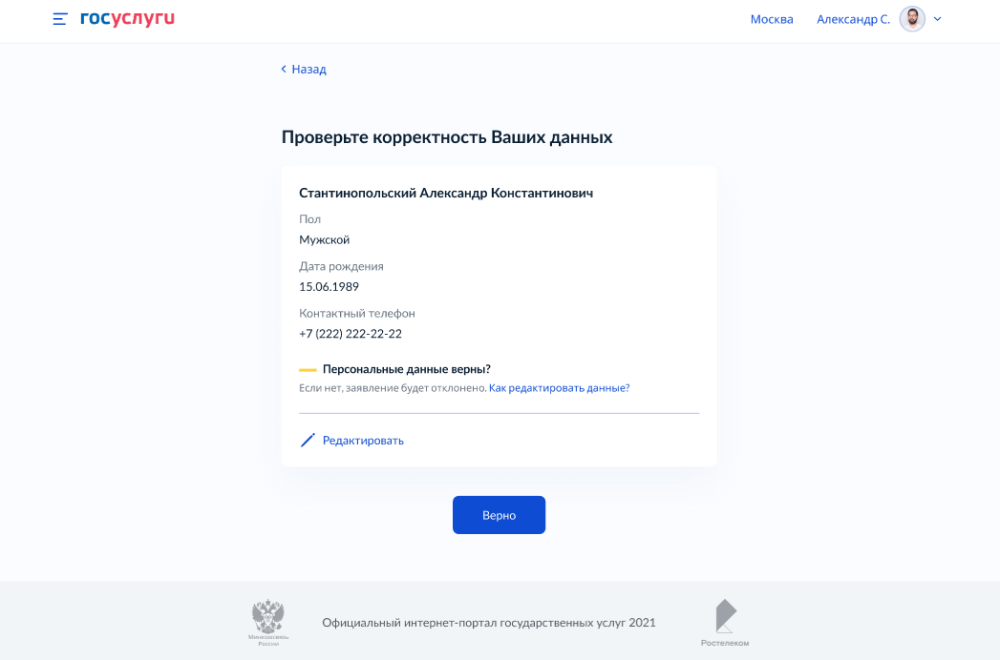 госуслуги
Москва
Александр С.
Назад
Проверьте корректность Ваших данных
Стантинопольский Александр Константинович
Пол
Мужской
Дата рождения
15.06.1989
Контактный телефон
+7 (222) 222-22-22
Персональные данные верны?
Если нет, заявление будет отклонено. Как редактировать данные?
Редактировать
Верно
Минкомсвязь
России
Официальный интернет-портал государственных услуг 2021
Ростелеком